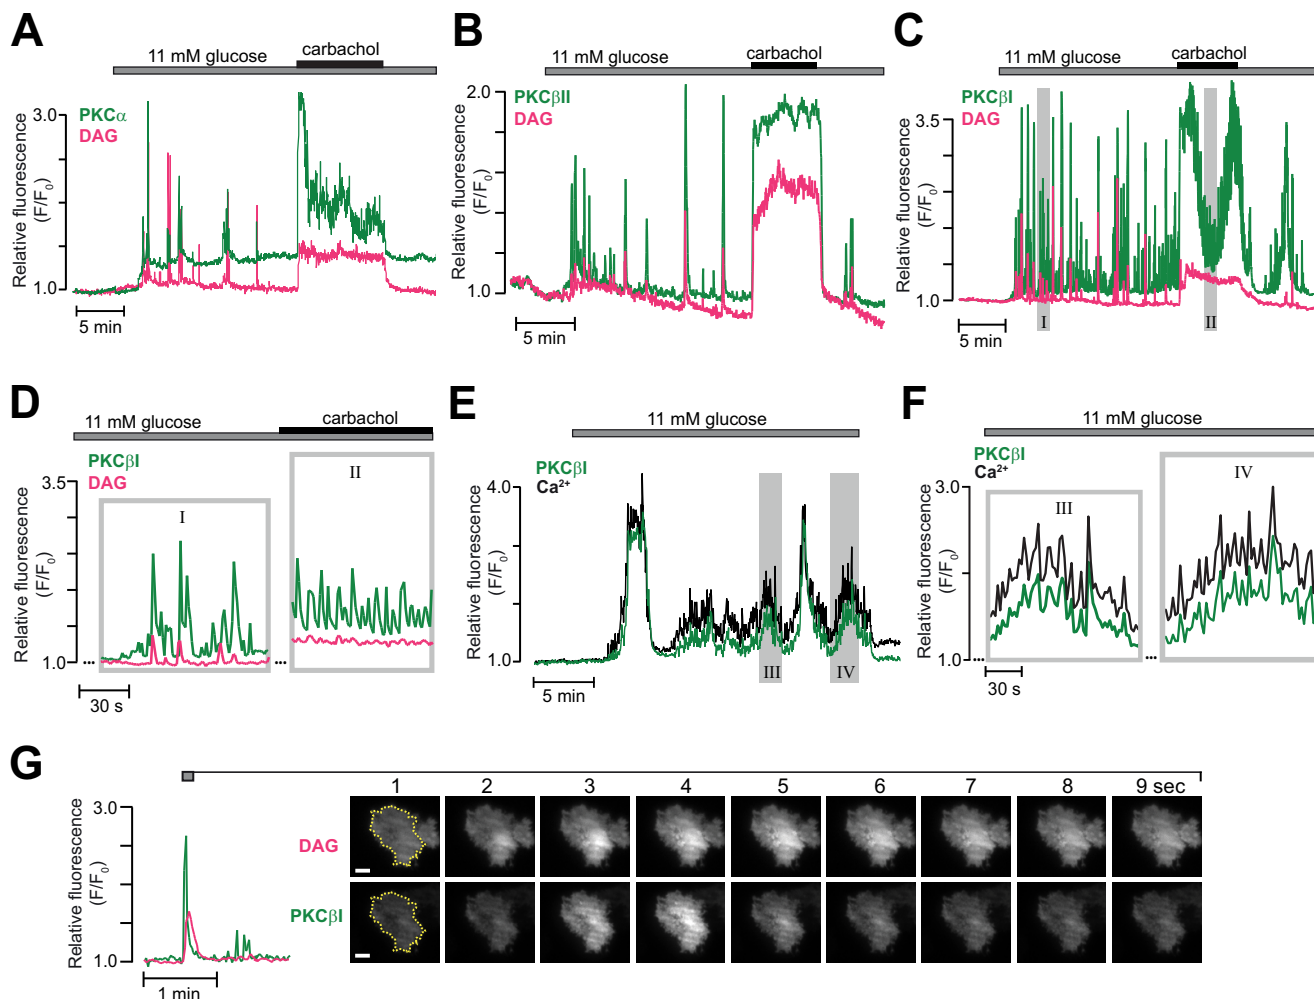 A
11 mM glucose
carbachol
PKCα
DAG
3.0
1.0
Relative fluorescence
(F/F0)
5 min
B
11 mM glucose
carbachol
PKCβII
DAG
2.0
1.0
Relative fluorescence
(F/F0)
5 min
C
11 mM glucose
carbachol
PKCβI
DAG
3.5
1.0
Relative fluorescence
(F/F0)
I
II
5 min
D
11 mM glucose
carbachol
PKCβI
DAG
3.5
1.0
Relative fluorescence
(F/F0)
I
II
...
...
30 s
E
11 mM glucose
PKCβI
Ca2+
4.0
1.0
Relative fluorescence
(F/F0)
III
IV
5 min
F
11 mM glucose
PKCβI
Ca2+
3.0
1.0
Relative fluorescence
(F/F0)
III
IV
...
...
30 s
G
3.0
1.0
Relative fluorescence
(F/F0)
1 min
1 2 3 4 5 6 7 8 9 sec
DAG
PKCβI